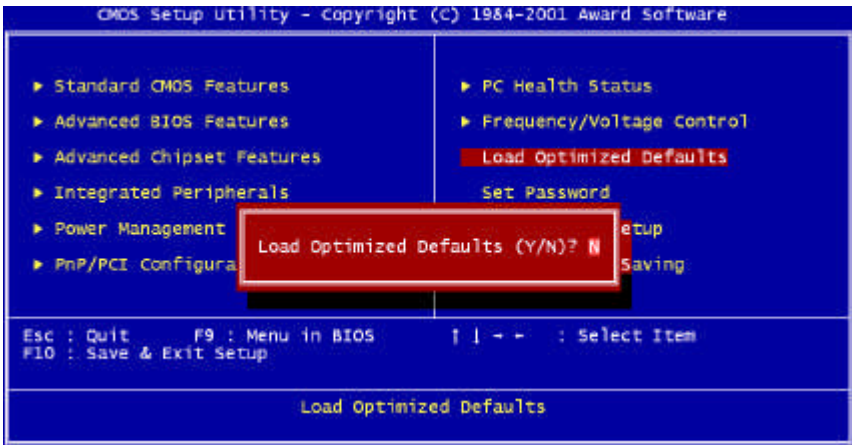 CMOS Setup Utility - Copyright (C) 1984-2001 Award Software
▶ Standard CMOS Features
▶ Advanced BIOS Features
▶ Advanced Chipset Features
▶ Integrated Peripherals
▶ Power Management
▶ PnP/PCI Configura
▶ PC Health Status
▶ Frequency/Voltage Control
Load Optimized Defaults
Set Password
etup
Saving
Load Optimized Defaults (Y/N)? N
Esc : Quit F9 : Menu in BIOS ↑ ↓ → ← : Select Item
F10 : Save & Exit Setup
Load Optimized Defaults